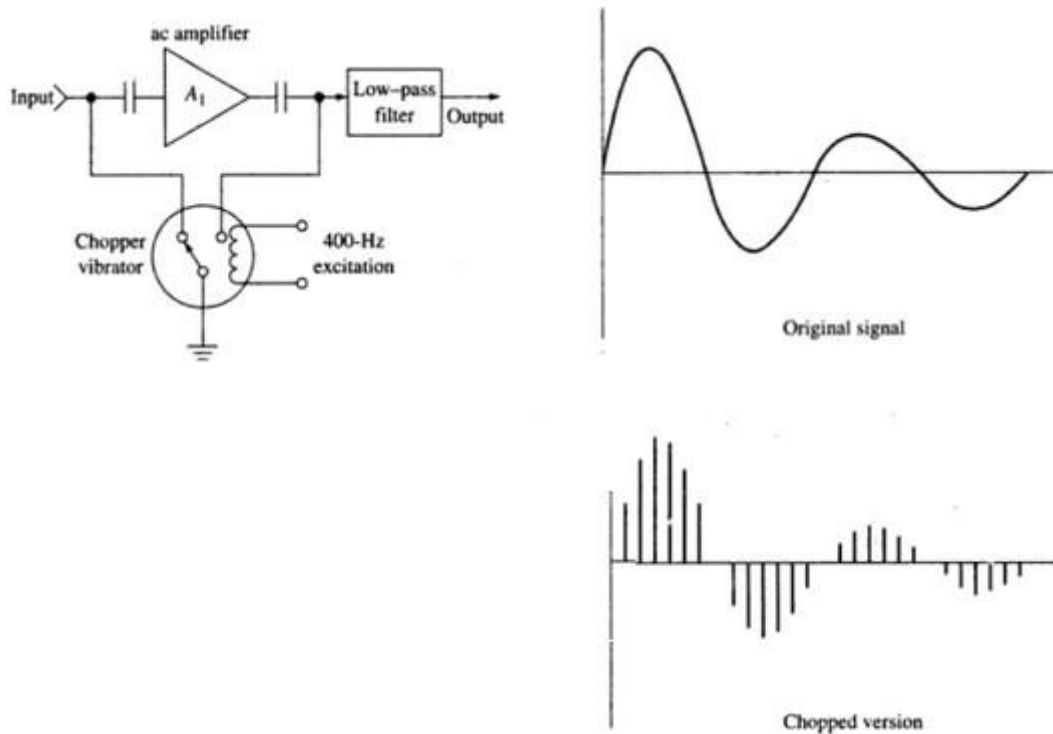 ac amplifier
Input
A1
Low-pass
filter
Output
Chopper
vibrator
400-Hz
excitation
Original signal
Chopped version